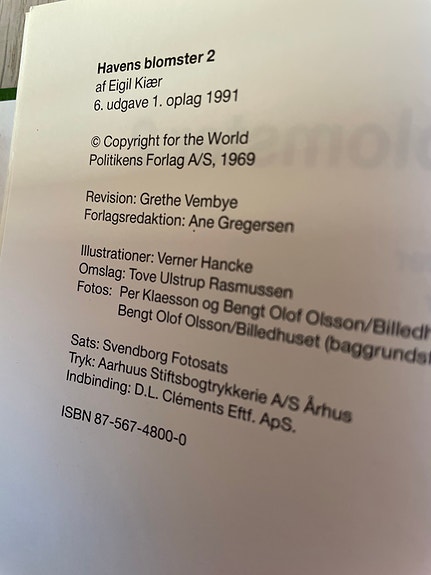 Havens blomster 2
af Eigil Kiær
6. udgave 1. oplag 1991
© Copyright for the World
Politikens Forlag A/S, 1969
Revision: Grethe Vembye
Forlagsredaktion: Ane Gregersen
Illustrationer: Verner Hancke
Omslag: Tove Ulstrup Rasmussen
Fotos: Per Klaesson og Bengt Olof Olsson/Billedh
Bengt Olof Olsson/Billedhuset (baggrundsf
Sats: Svendborg Fotosats
Tryk: Aarhuus Stiftsbogtrykkerie A/S Århus
Indbinding: D.L. Cléments Eftf. ApS.
ISBN 87-567-4800-0